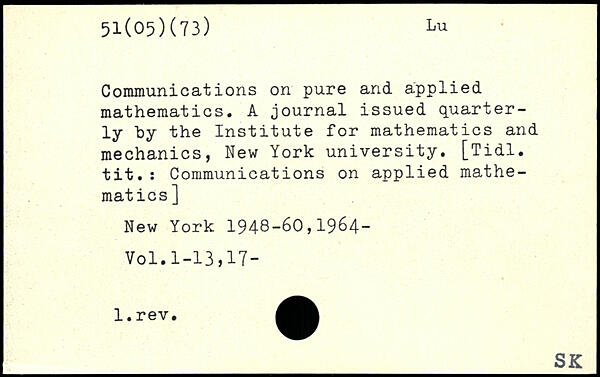 51(05)(73) Lu
Communications on pure and applied
mathematics. A journal issued quarter-
ly by the Institute for mathematics and
mechanics, New York university. [Tidl.
tit.: Communications on applied mathe-
matics]
New York 1948-60,1964-
Vol.1-13,17-
1.rev.
SK